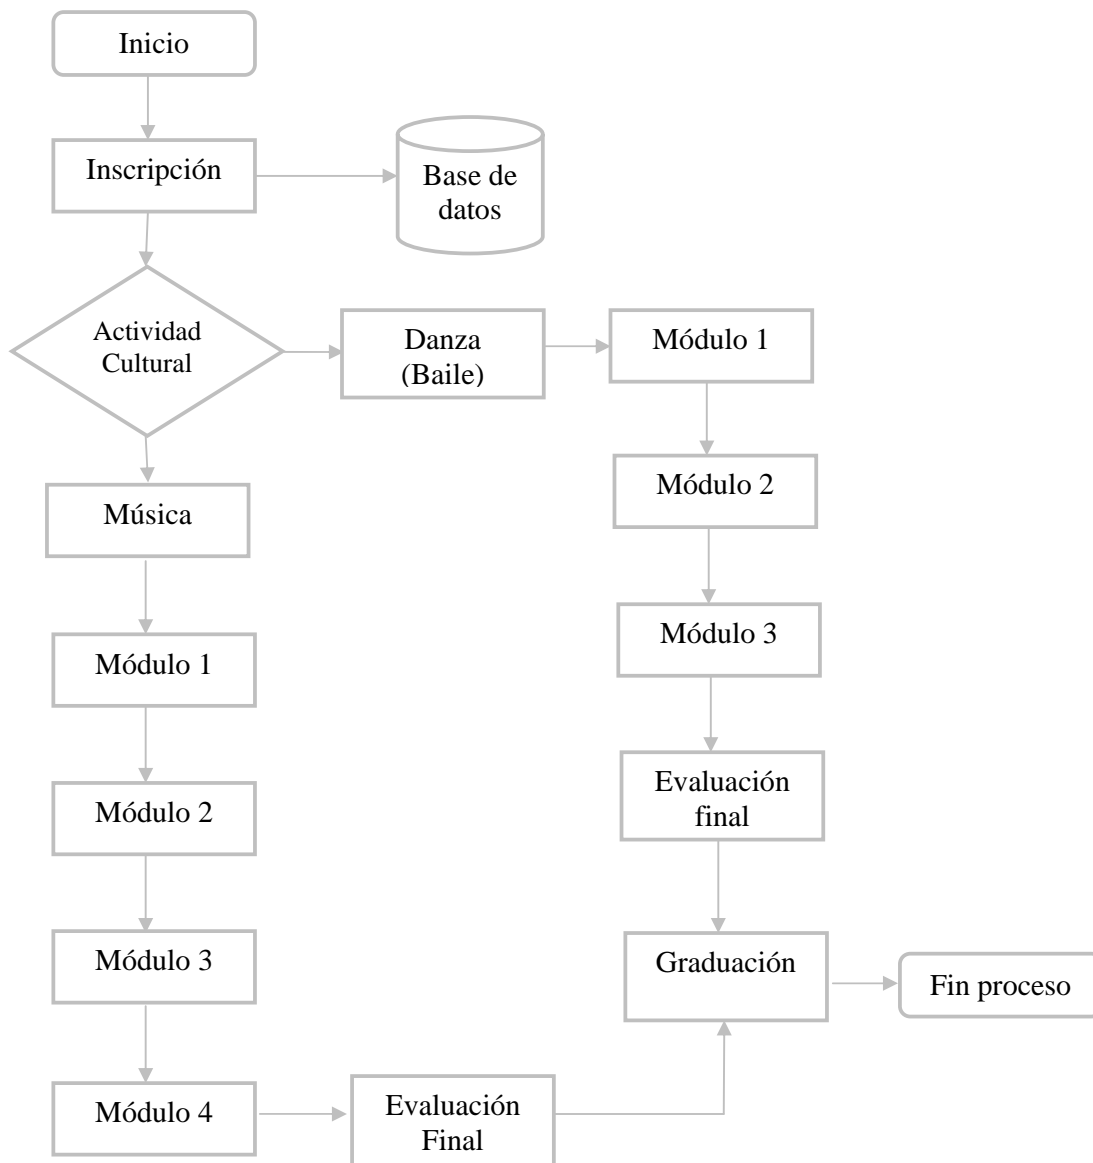 Inicio
Inscripción
Base de
datos
Actividad
Cultural
Danza
(Baile)
Módulo 1
Módulo 2
Módulo 3
Evaluación
final
Graduación
Fin proceso
Música
Módulo 1
Módulo 2
Módulo 3
Módulo 4
Evaluación
Final